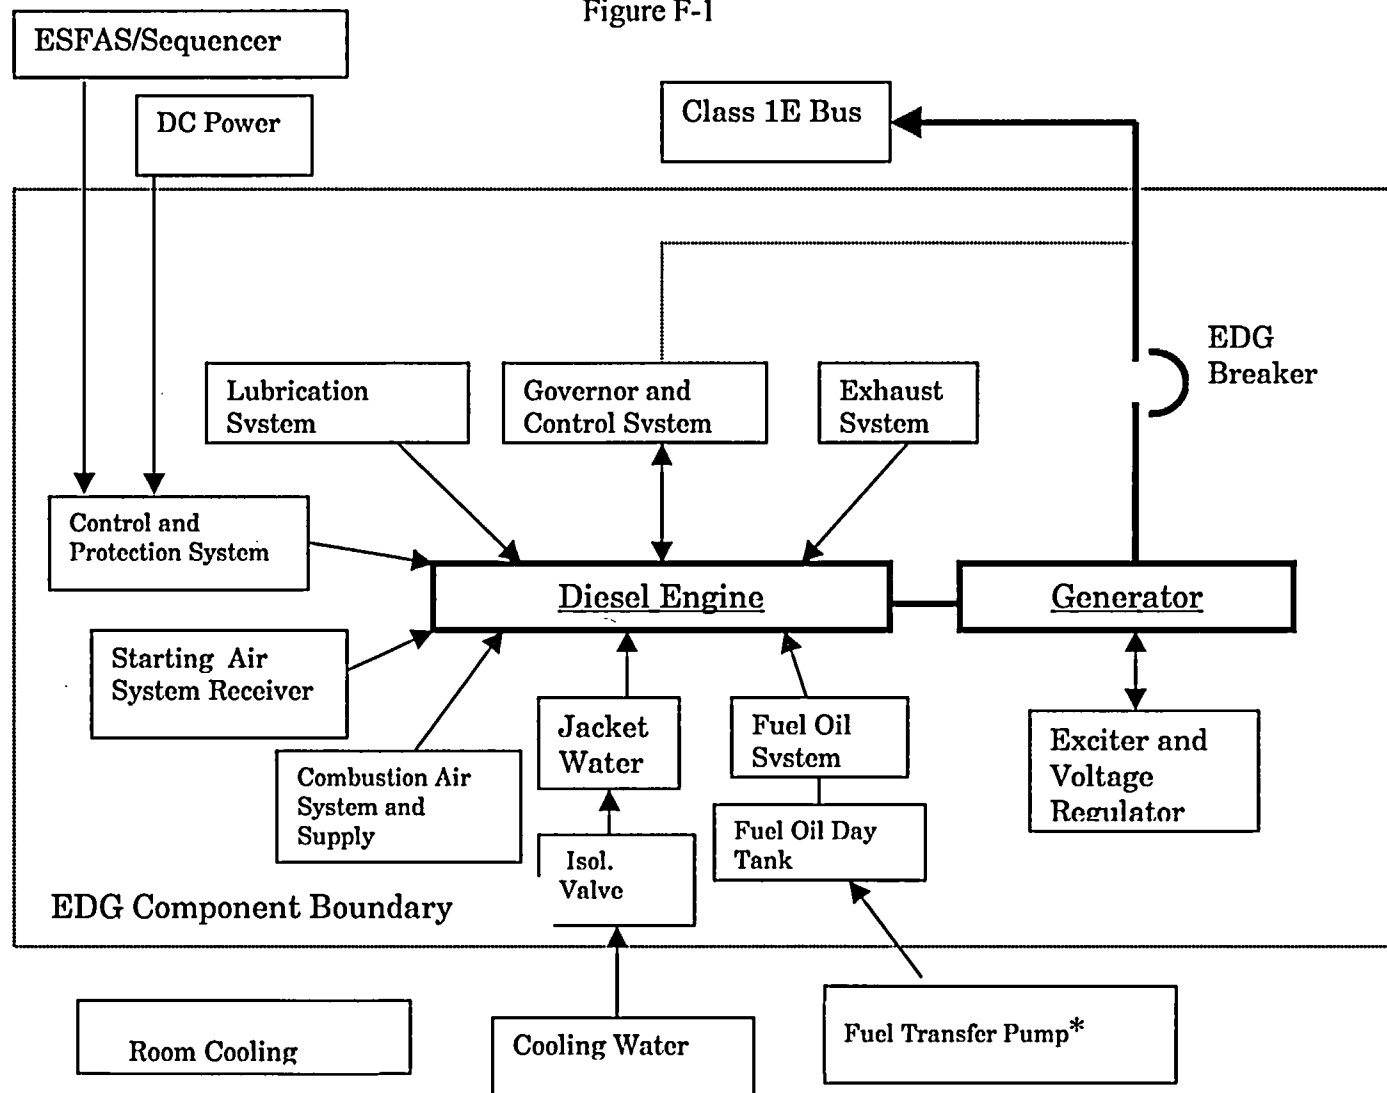 Figure F-1
ESFAS/Sequencer
DC Power
Class 1E Bus
EDG
Breaker
Lubrication
System
Governor and
Control System
Exhaust
System
Control and
Protection System
Diesel Engine
Generator
Starting Air
System Receiver
Jacket
Water
Fuel Oil
System
Exciter and
Voltage
Regulator
Combustion Air
System and
Supply
Fuel Oil Day
Tank
Isol.
Valve
EDG Component Boundary
Room Cooling
Cooling Water
Fuel Transfer Pump*